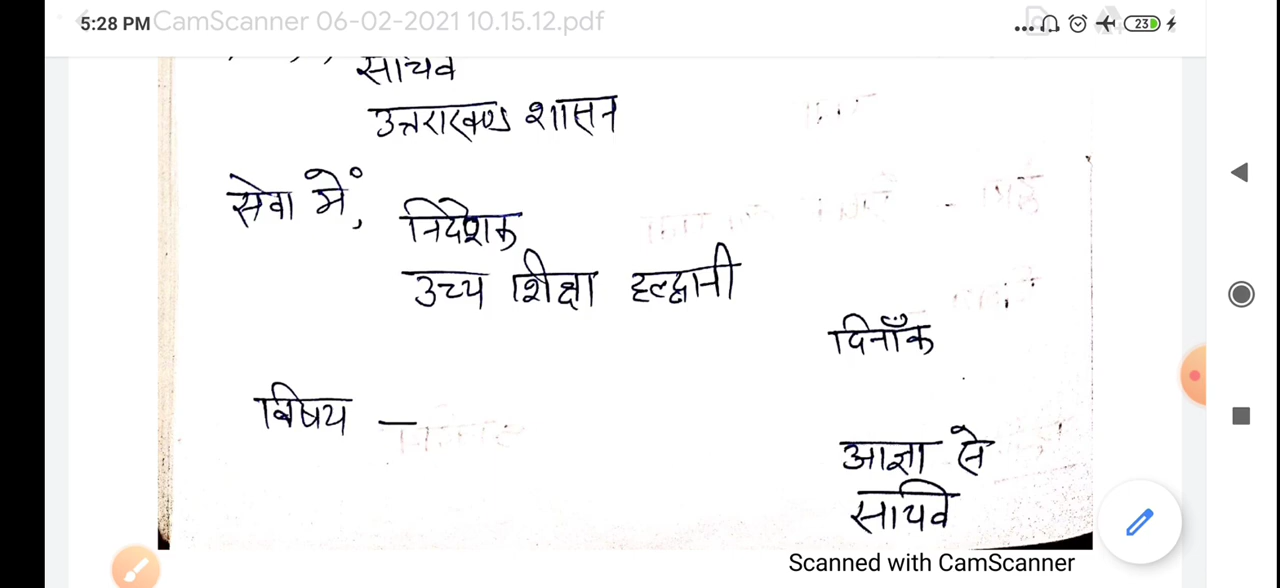 5:28 PM CamScanner 06-02-2021 10.15.12.pdf
23
सचिव
उत्तराखण्ड शासन
सेवा में,
निदेशक
उच्च शिक्षा हल्द्वानी
दिनाँक
विषय —
आज्ञा से
सचिव
Scanned with CamScanner